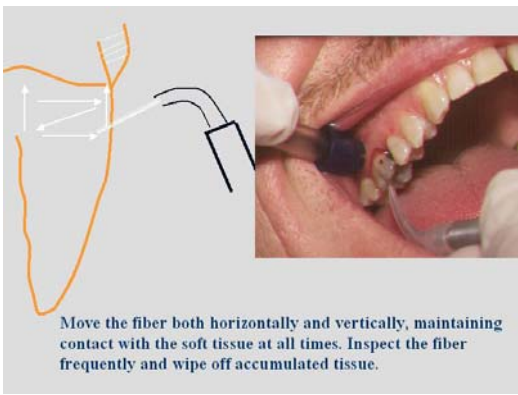 Move the fiber both horizontally and vertically, maintaining
contact with the soft tissue at all times. Inspect the fiber
frequently and wipe off accumulated tissue.